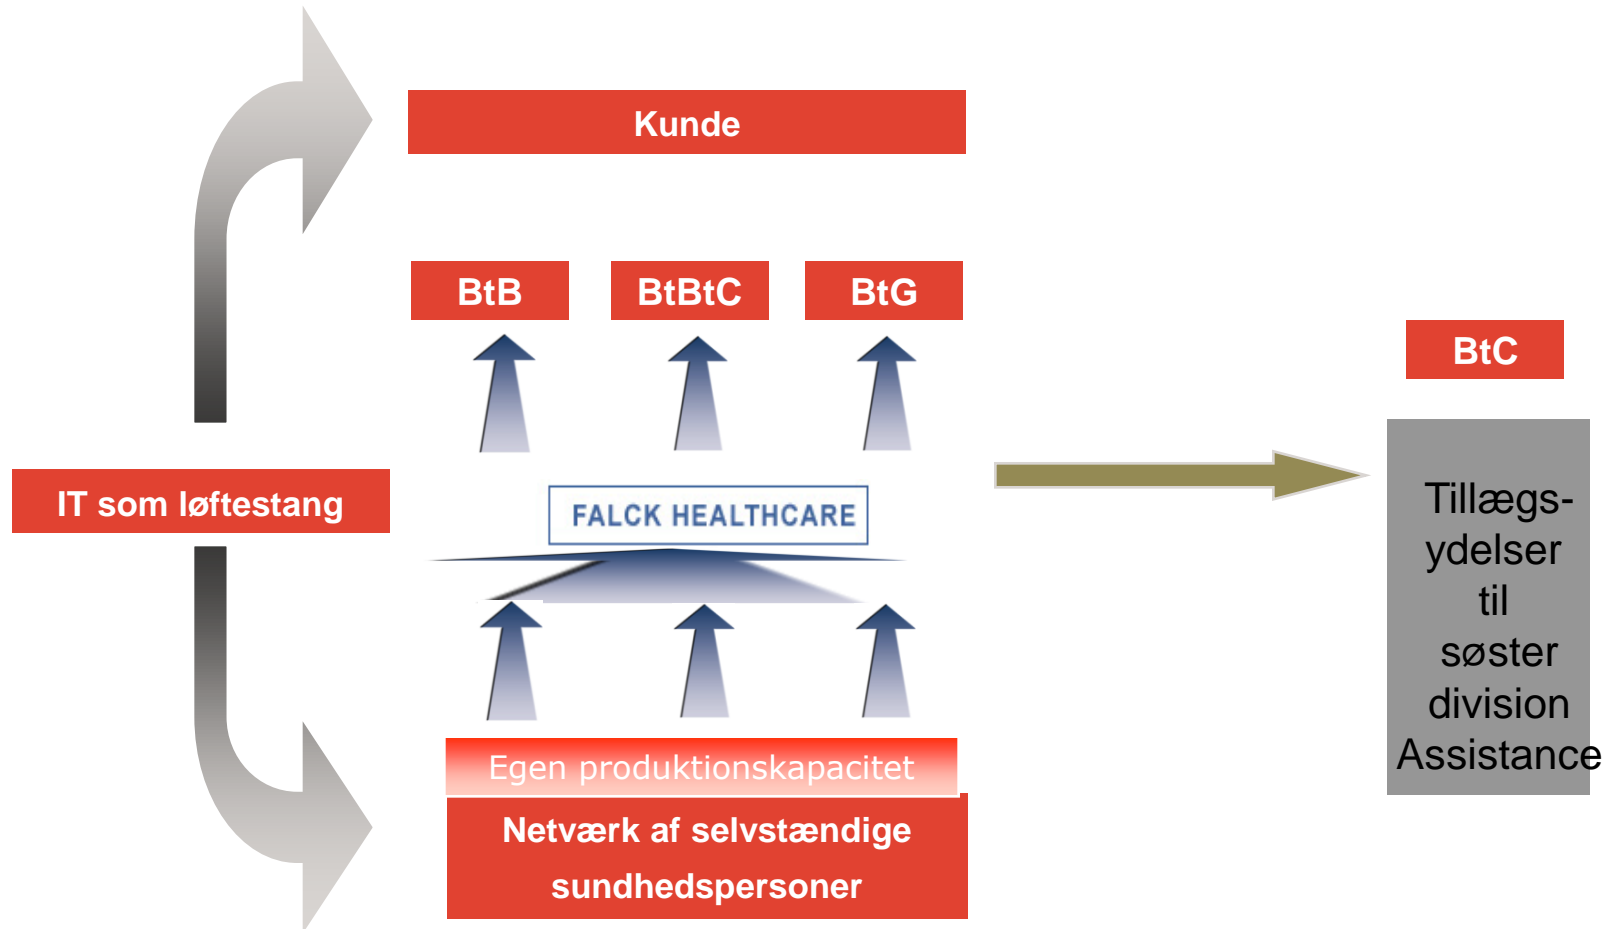 Kunde
BtB
BtBtC
BtG
BtC
IT som løftestang
FALCK HEALTHCARE
Tillægs-
ydelser
til
søster
division
Assistance
Egen produktionskapacitet
Netværk af selvstændige
sundhedspersoner